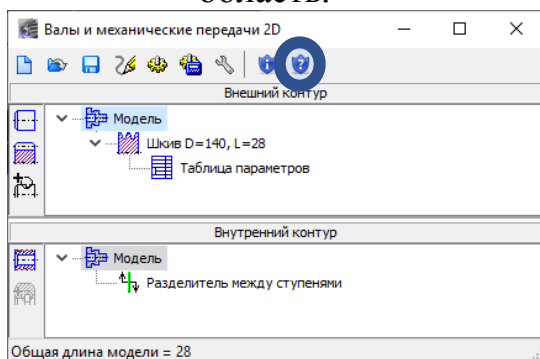 область.
Валы и механические передачи 2D
Внешний контур
Модель
Шкив D=140, L=28
Таблица параметров
Внутренний контур
Модель
Разделитель между ступенями
Общая длина модели = 28